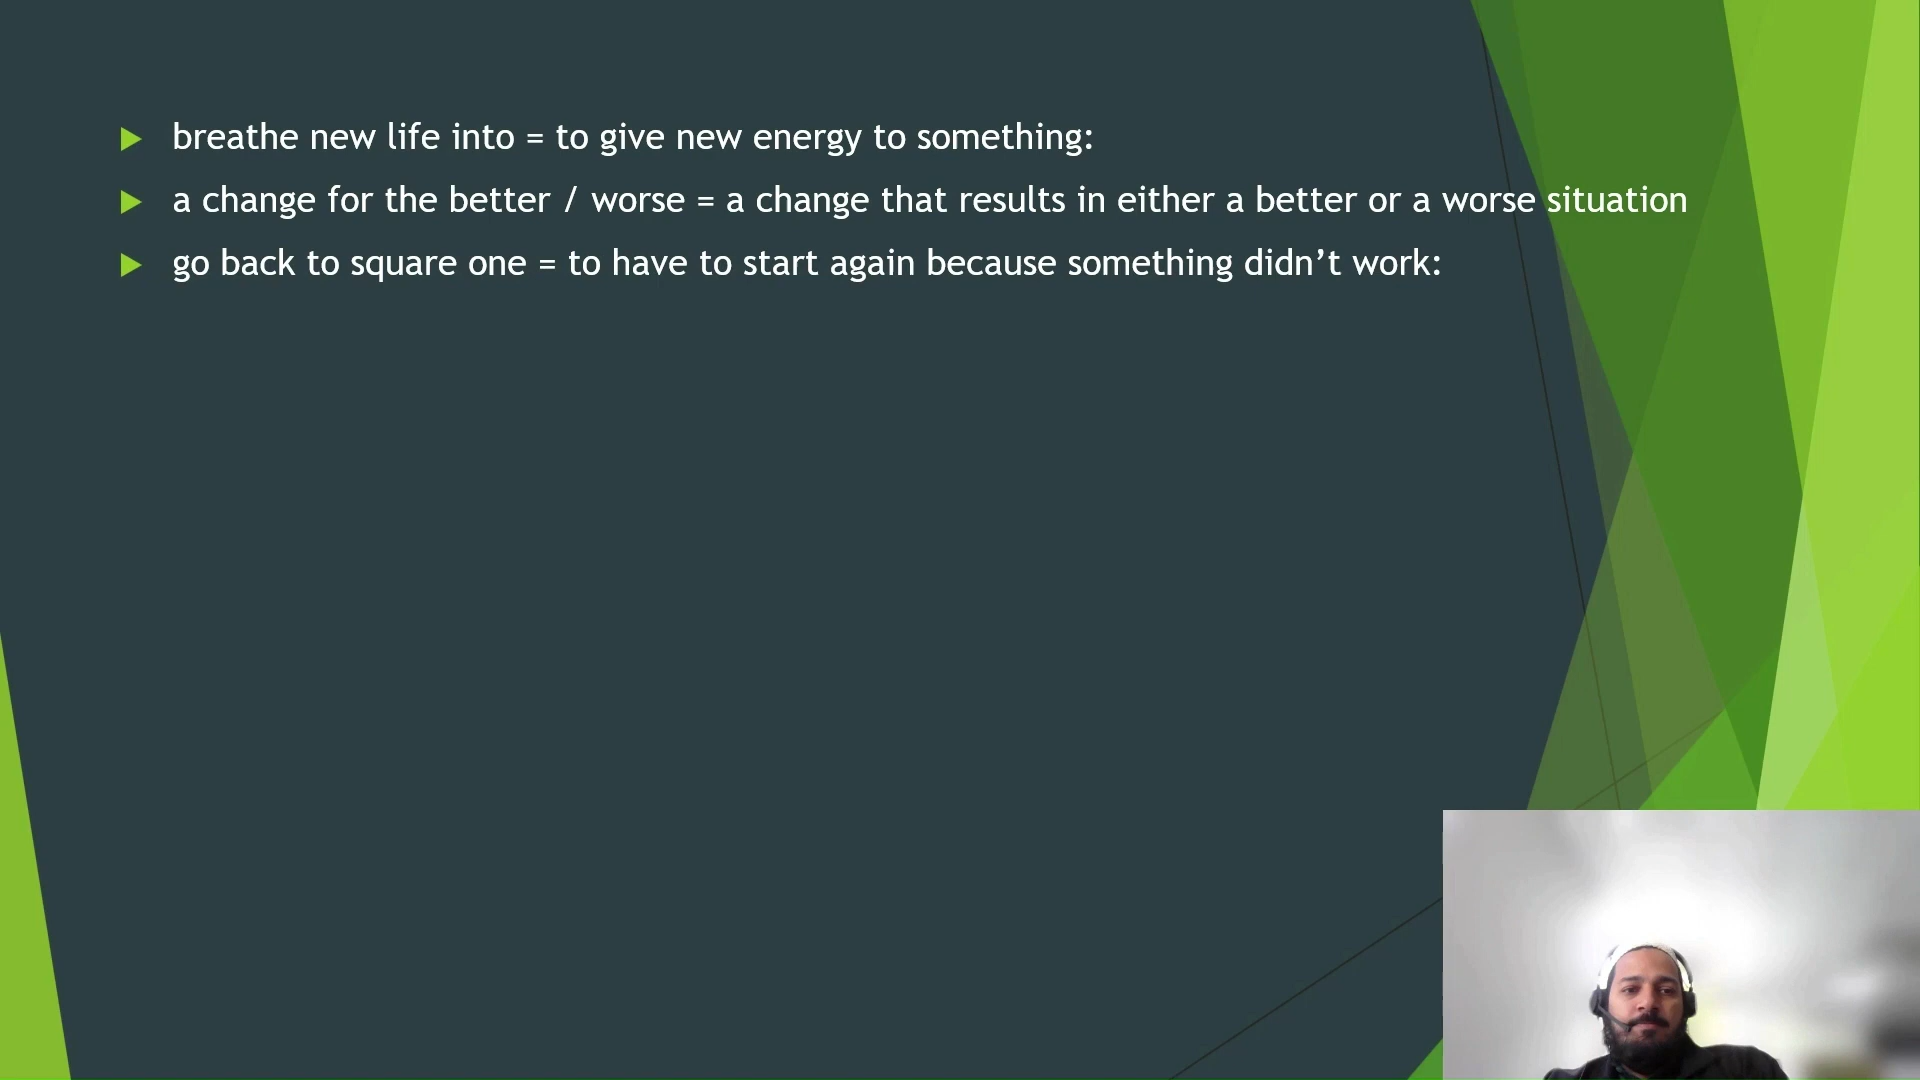 breathe new life into = to give new energy to something:
a change for the better / worse = a change that results in either a better or a worse situation
go back to square one = to have to start again because something didn’t work: